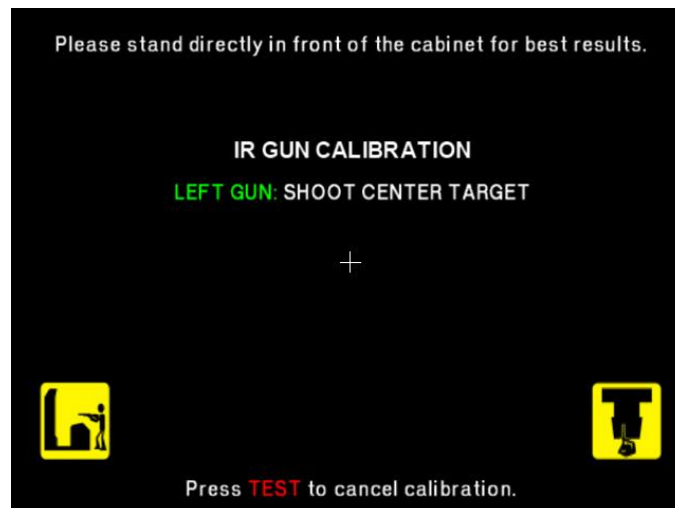 Please stand directly in front of the cabinet for best results.
IR GUN CALIBRATION
LEFT GUN: SHOOT CENTER TARGET
Press TEST to cancel calibration.